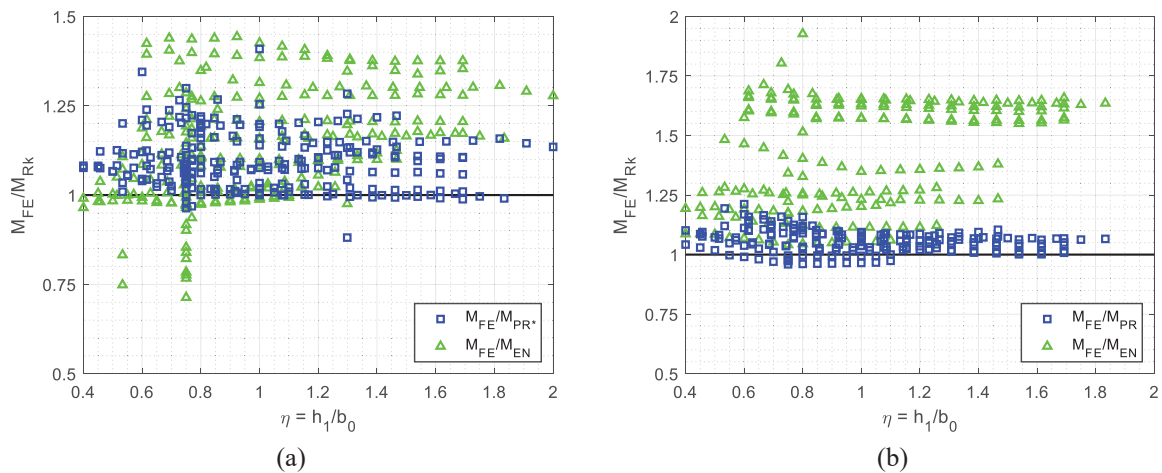 1.5
1.25
1
0.75
0.5
M_FE/M_Rk
0.4 0.6 0.8 1 1.2 1.4 1.6 1.8 2
η = h_1/b_0
M_FE/M_PR*
M_FE/M_EN
(a)
2
1.75
1.5
1.25
1
0.75
0.5
M_FE/M_Rk
0.4 0.6 0.8 1 1.2 1.4 1.6 1.8 2
η = h_1/b_0
M_FE/M_PR
M_FE/M_EN
(b)